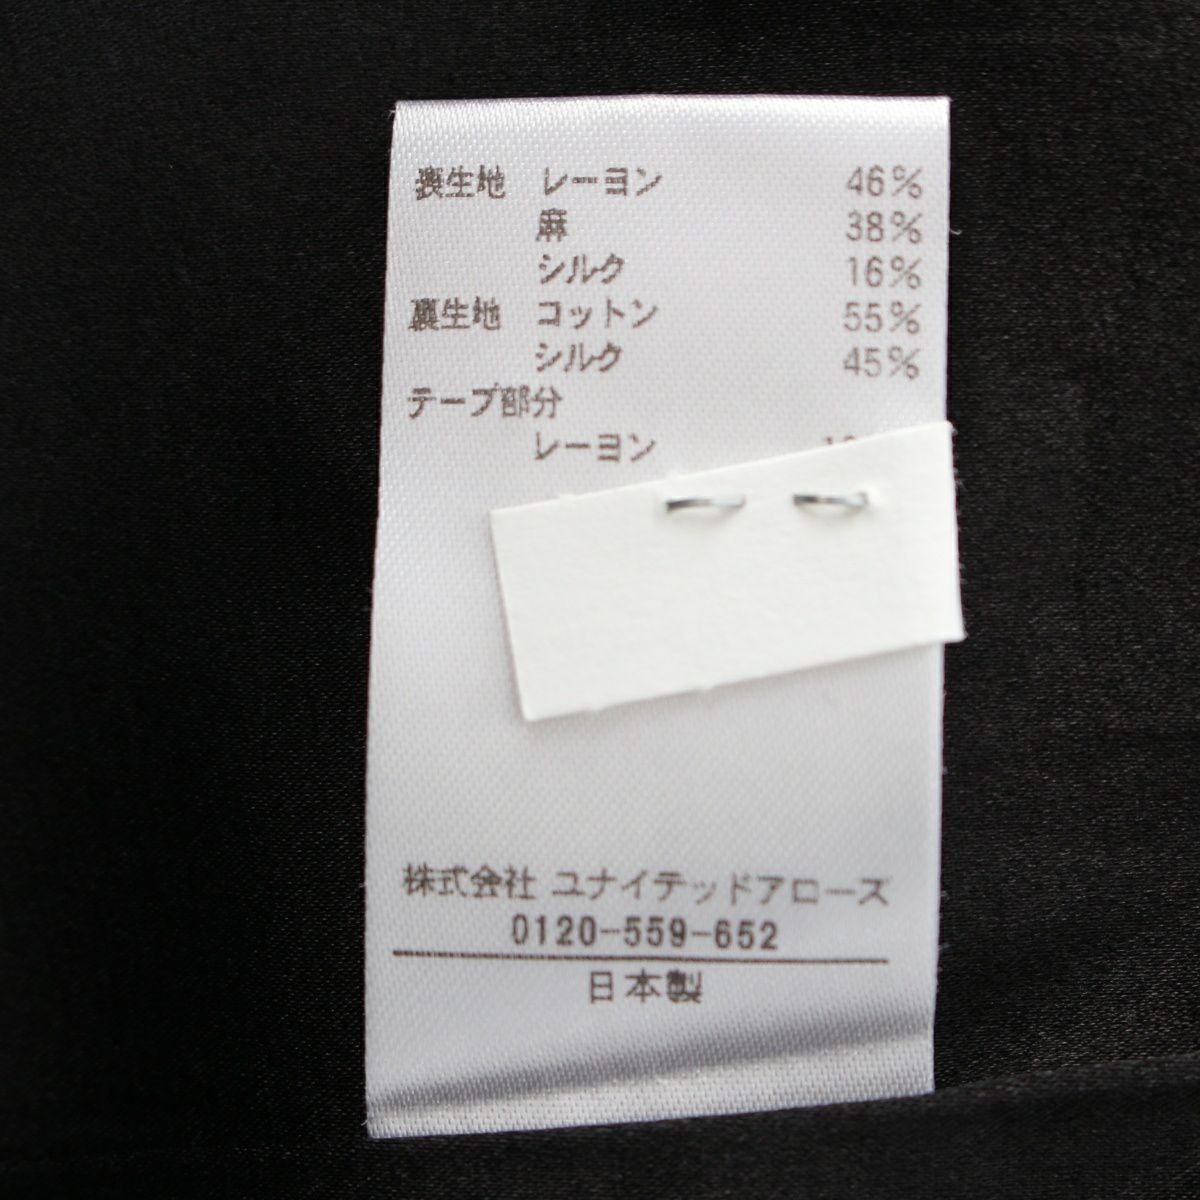 表生地 レーヨン 46%
麻 38%
シルク 16%
裏生地 コットン 55%
シルク 45%
テープ部分
レーヨン
株式会社 ユナイテッドアローズ
0120-559-652
日本製